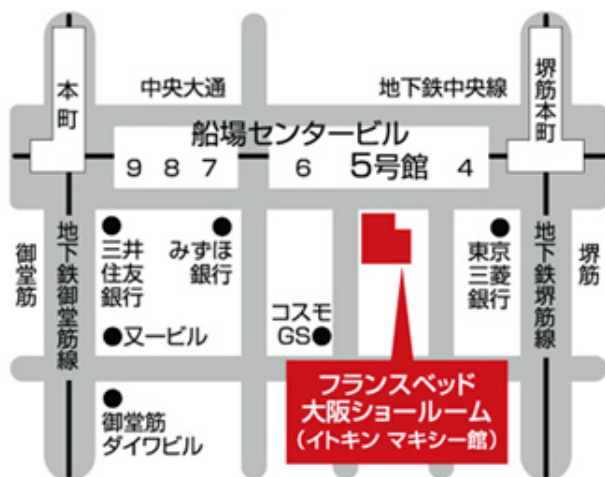 本町
中央大通
地下鉄中央線
堺筋本町
船場センタービル
9 8 7 6 5号館 4
御堂筋
地下鉄御堂筋線
三井
住友
銀行
みずほ
銀行
東京
三菱
銀行
地下鉄堺筋線
堺筋
コスモ
GS
又一ビル
御堂筋
ダイワビル
フランスベッド
大阪ショールーム
(イトキン マキシー館)